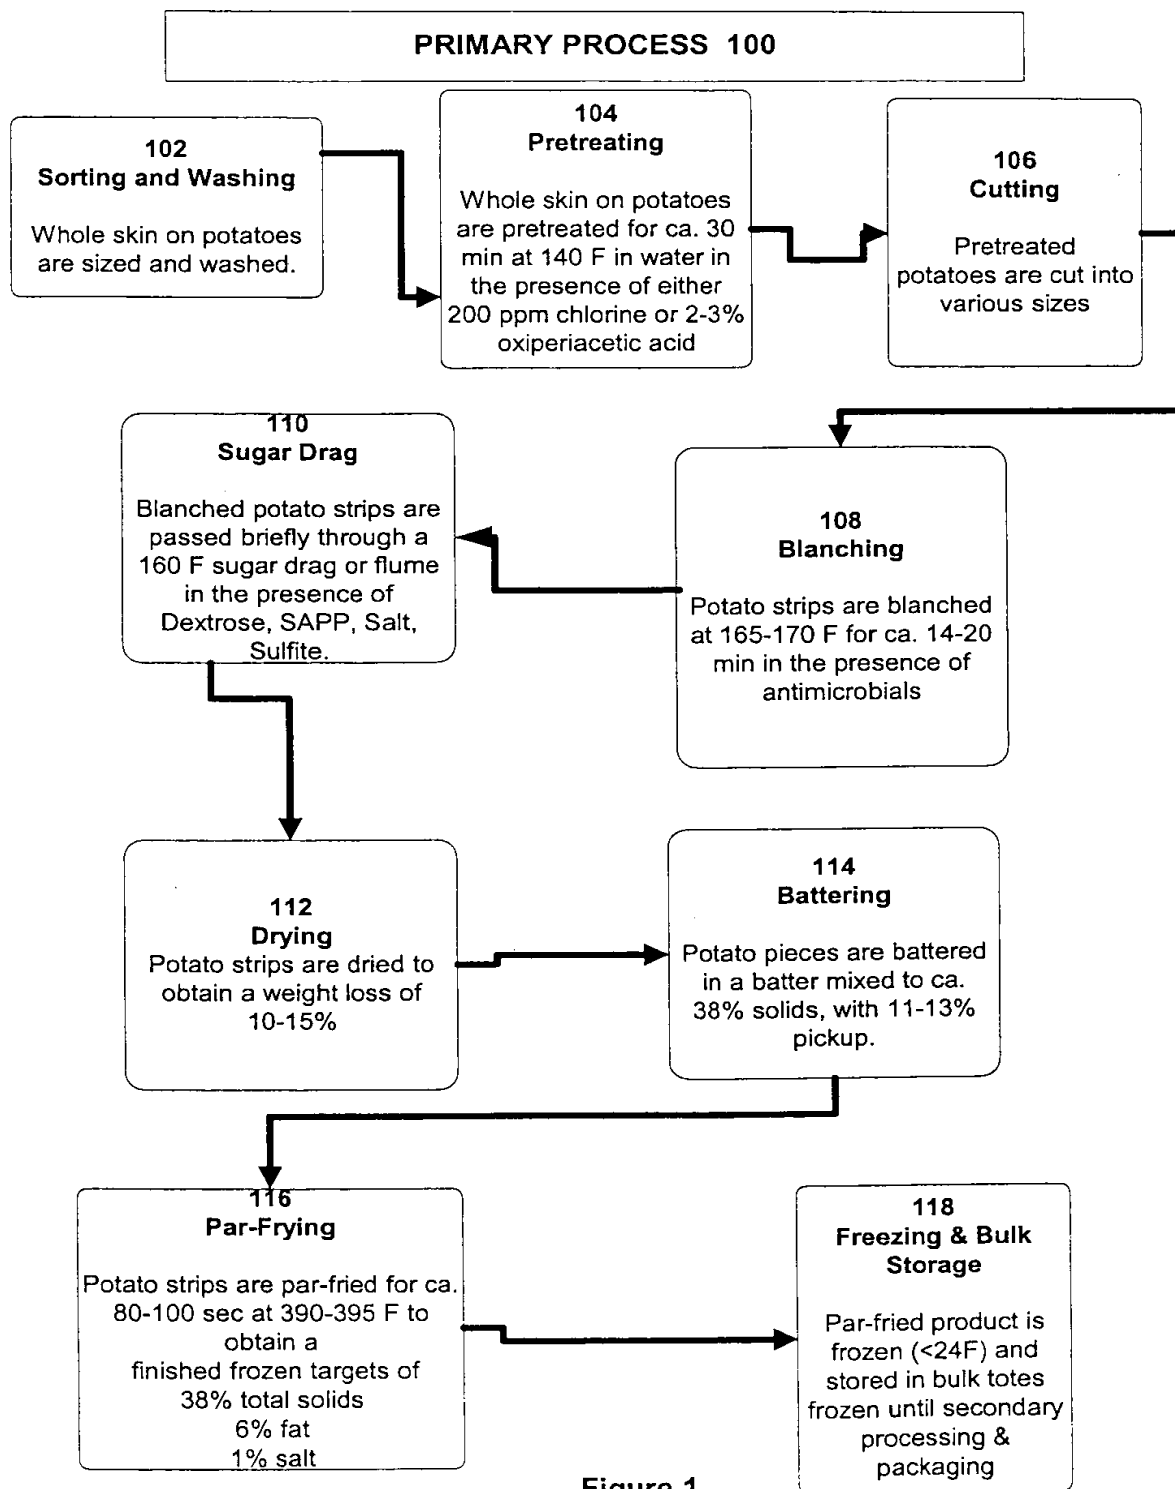 PRIMARY PROCESS 100
102
Sorting and Washing
Whole skin on potatoes
are sized and washed.
104
Pretreating
Whole skin on potatoes
are pretreated for ca. 30
min at 140 F in water in
the presence of either
200 ppm chlorine or 2-3%
oxiperiacetic acid
106
Cutting
Pretreated
potatoes are cut into
various sizes
108
Blanching
Potato strips are blanched
at 165-170 F for ca. 14-20
min in the presence of
antimicrobials
110
Sugar Drag
Blanched potato strips are
passed briefly through a
160 F sugar drag or flume
in the presence of
Dextrose, SAPP, Salt,
Sulfite.
112
Drying
Potato strips are dried to
obtain a weight loss of
10-15%
114
Battering
Potato pieces are battered
in a batter mixed to ca.
38% solids, with 11-13%
pickup.
116
Par-Frying
Potato strips are par-fried for ca.
80-100 sec at 390-395 F to
obtain a
finished frozen targets of
38% total solids
6% fat
1% salt
118
Freezing & Bulk
Storage
Par-fried product is
frozen (<24F) and
stored in bulk totes
frozen until secondary
processing &
packaging
Figure 1